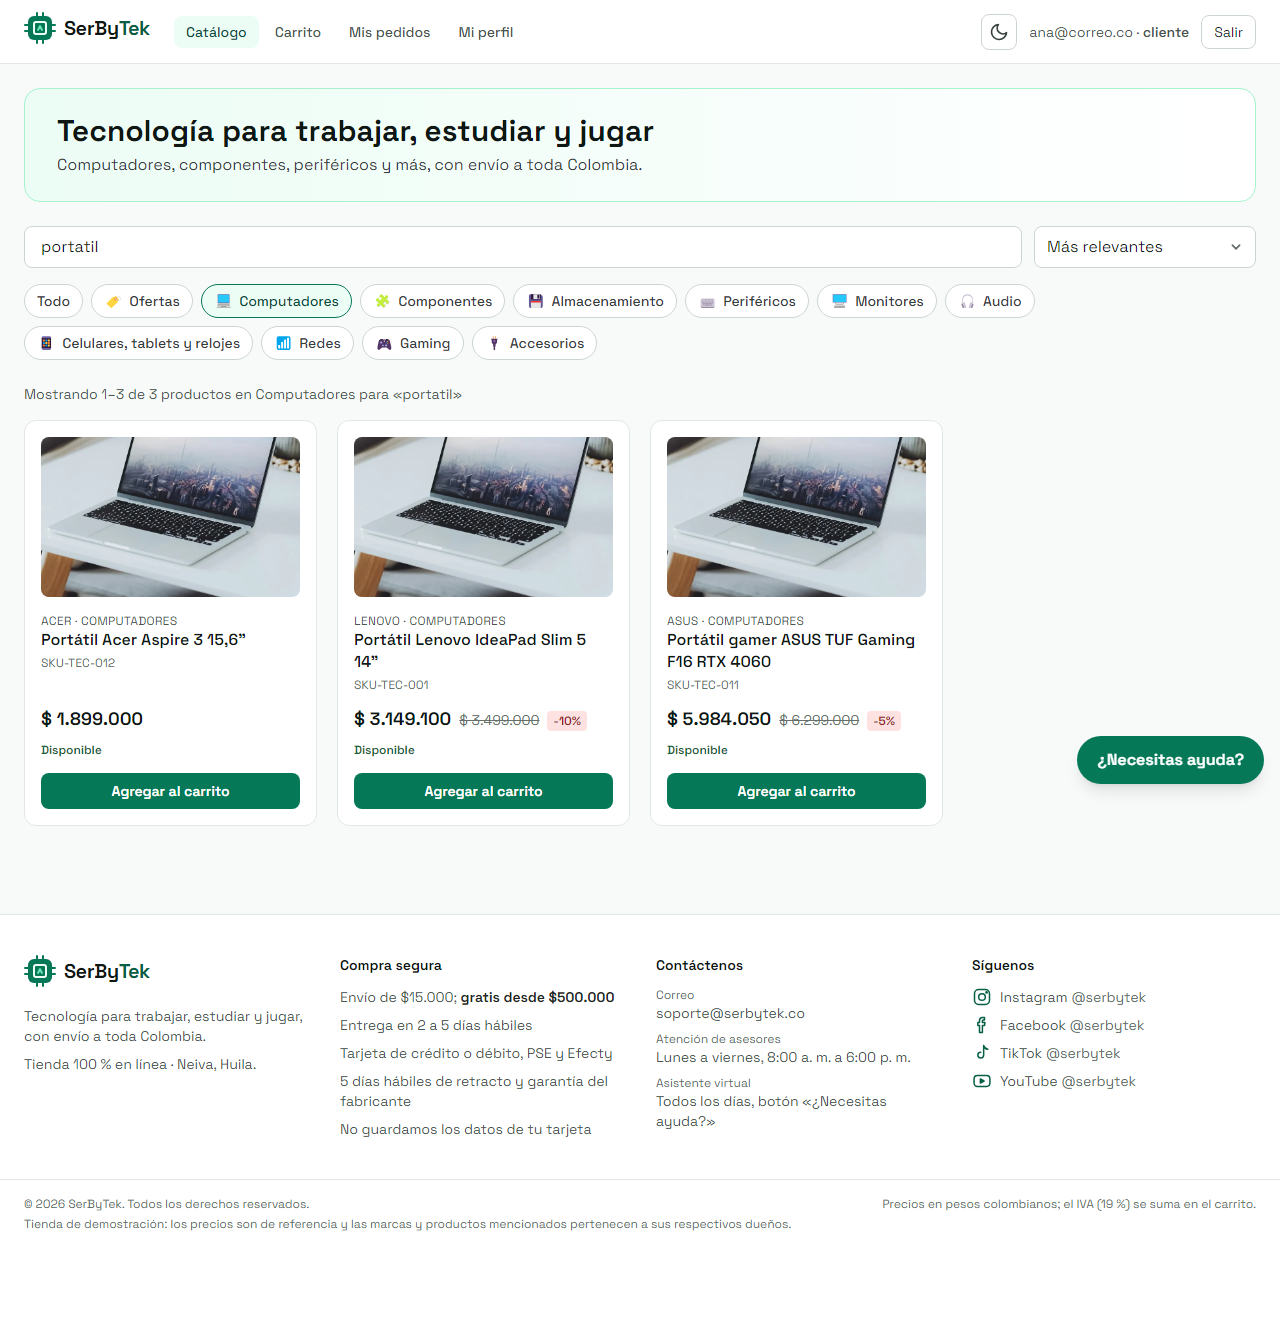 SerByTek
Catálogo
Carrito
Mis pedidos
Mi perfil
ana@correo.co · cliente
Salir
Tecnología para trabajar, estudiar y jugar
Computadores, componentes, periféricos y más, con envío a toda Colombia.
portatil
Más relevantes
Todo
Ofertas
Computadores
Componentes
Almacenamiento
Periféricos
Monitores
Audio
Celulares, tablets y relojes
Redes
Gaming
Accesorios
Mostrando 1–3 de 3 productos en Computadores para «portatil»
ACER · COMPUTADORES
Portátil Acer Aspire 3 15,6”
SKU-TEC-012
$ 1.899.000
Disponible
Agregar al carrito
LENOVO · COMPUTADORES
Portátil Lenovo IdeaPad Slim 5
14”
SKU-TEC-001
$ 3.149.100 $ 3.499.000 -10%
Disponible
Agregar al carrito
ASUS · COMPUTADORES
Portátil gamer ASUS TUF Gaming
F16 RTX 4060
SKU-TEC-011
$ 5.984.050 $ 6.299.000 -5%
Disponible
Agregar al carrito
¿Necesitas ayuda?
SerByTek
Tecnología para trabajar, estudiar y jugar,
con envío a toda Colombia.
Tienda 100 % en línea · Neiva, Huila.
Compra segura
Envío de $15.000; gratis desde $500.000
Entrega en 2 a 5 días hábiles
Tarjeta de crédito o débito, PSE y Efecty
5 días hábiles de retracto y garantía del
fabricante
No guardamos los datos de tu tarjeta
Contáctenos
Correo
soporte@serbytek.co
Atención de asesores
Lunes a viernes, 8:00 a. m. a 6:00 p. m.
Asistente virtual
Todos los días, botón «¿Necesitas
ayuda?»
Síguenos
Instagram @serbytek
Facebook @serbytek
TikTok @serbytek
YouTube @serbytek
© 2026 SerByTek. Todos los derechos reservados.
Precios en pesos colombianos; el IVA (19 %) se suma en el carrito.
Tienda de demostración: los precios son de referencia y las marcas y productos mencionados pertenecen a sus respectivos dueños.